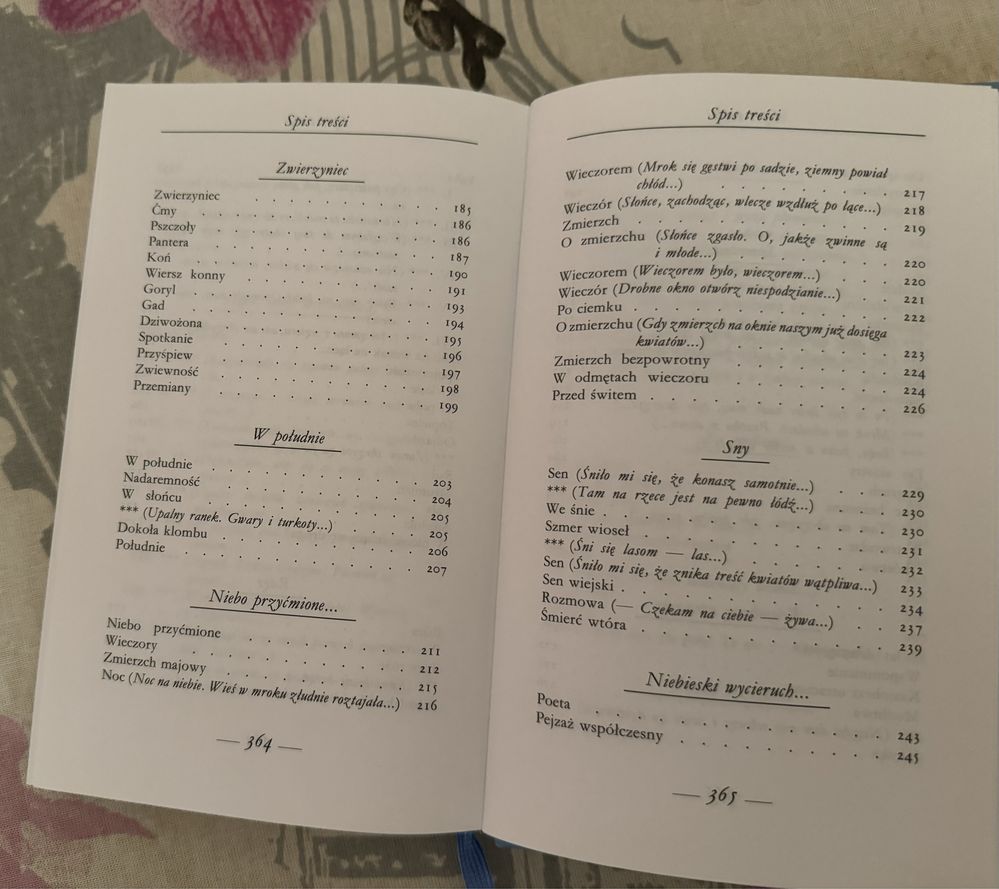 Spis treści
Zwierzyniec
Zwierzyniec . . . . . . . . . . . . 185
Ćmy . . . . . . . . . . . . 186
Pszczoły . . . . . . . . . . . . 186
Pantera . . . . . . . . . . . . 187
Koń . . . . . . . . . . . . 190
Wiersz konny . . . . . . . . . . . . 191
Goryl . . . . . . . . . . . . 193
Gad . . . . . . . . . . . . 194
Dziwożona . . . . . . . . . . . . 195
Spotkanie . . . . . . . . . . . . 196
Przyśpiew . . . . . . . . . . . . 197
Zwiewność . . . . . . . . . . . . 198
Przemiany . . . . . . . . . . . . 199
W południe
W południe . . . . . . . . . . . . 203
Nadaremność . . . . . . . . . . . . 204
W słońcu . . . . . . . . . . . . 205
*** (Upalny ranek. Gwary i turkoty...) . . . . 205
Dokoła klombu . . . . . . . . . . . . 206
Południe . . . . . . . . . . . . 207
Niebo przyćmione...
Niebo przyćmione . . . . . . . . . . 211
Wieczory . . . . . . . . . . . . 212
Zmierzch majowy . . . . . . . . . . 215
Noc (Noc na niebie. Wieś w mroku złudnie roztajała...) 216
— 364 —
Spis treści
Wieczorem (Mrok się gęstwi po sadzie, ziemny powiał
chłód...) . . . . . . . . . . 217
Wieczór (Słońce, zachodząc, wlecze wzdłuż po łące...) 218
Zmierzch . . . . . . . . . . . . 219
O zmierzchu (Słońce zgasło. O, jakże zwinne są
i młode...) . . . . . . . . . . 220
Wieczorem (Wieczorem było, wieczorem...) . . . . 220
Wieczór (Drobne okno otwórz niespodzianie...) . . . 221
Po ciemku . . . . . . . . . . . . 222
O zmierzchu (Gdy zmierzch na oknie naszym już dosięga
kwiatów...) . . . . . . . . . . 223
Zmierzch bezpowrotny . . . . . . . . 224
W odmętach wieczoru . . . . . . . . 224
Przed świtem . . . . . . . . . . . . 226
Sny
Sen (Śniło mi się, że konasz samotnie...) . . . 229
*** (Tam na rzece jest na pewno łódź...) . . . . 230
We śnie . . . . . . . . . . . . 230
Szmer wioseł . . . . . . . . . . . . 231
*** (Śni się lasom — las...) . . . . . . . 232
Sen (Śniło mi się, że znika treść kwiatów wątpliwa...) 233
Sen wiejski . . . . . . . . . . . . 234
Rozmowa (— Czekam na ciebie — żywa...) . . . 237
Śmierć wtóra . . . . . . . . . . . . 239
Niebieski wycieruch...
Poeta . . . . . . . . . . . . 243
Pejzaż współczesny . . . . . . . . . . 245
— 365 —